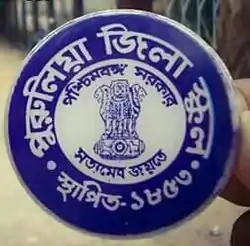 পুরুলিয়া জিলা স্কুল
পশ্চিমবঙ্গ সরকার
সত্যমেব জয়তে
স্থাপিত-১৮৫৩